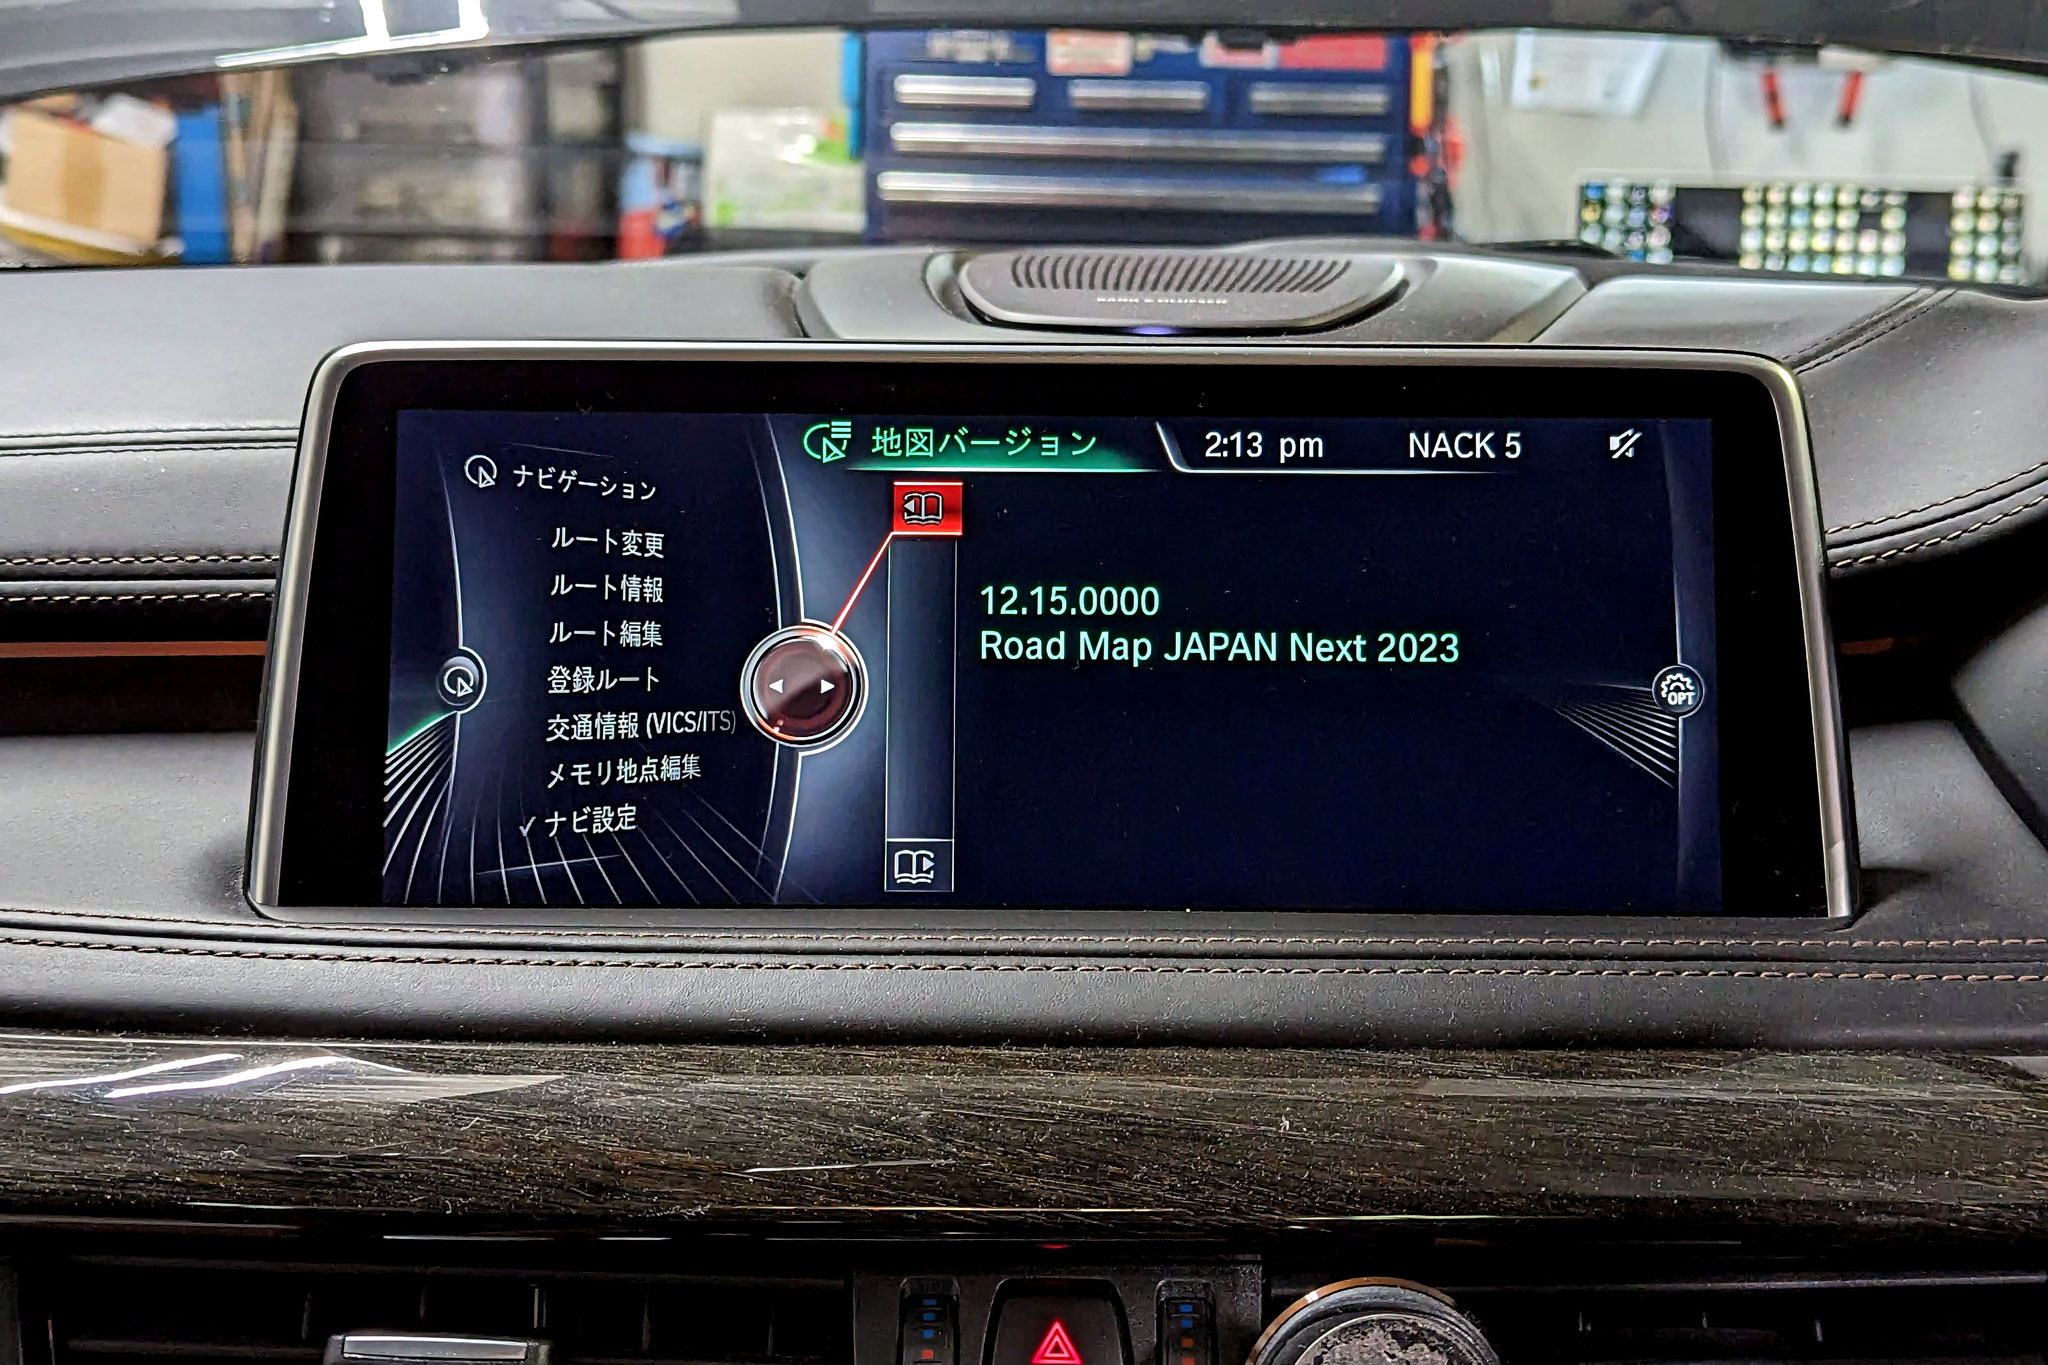 BANG & OLUFSEN
地図バージョン
2:13 pm
NACK 5
ナビゲーション
ルート変更
ルート情報
ルート編集
登録ルート
交通情報 (VICS/ITS)
メモリ地点編集
✓ ナビ設定
12.15.0000
Road Map JAPAN Next 2023
OPT